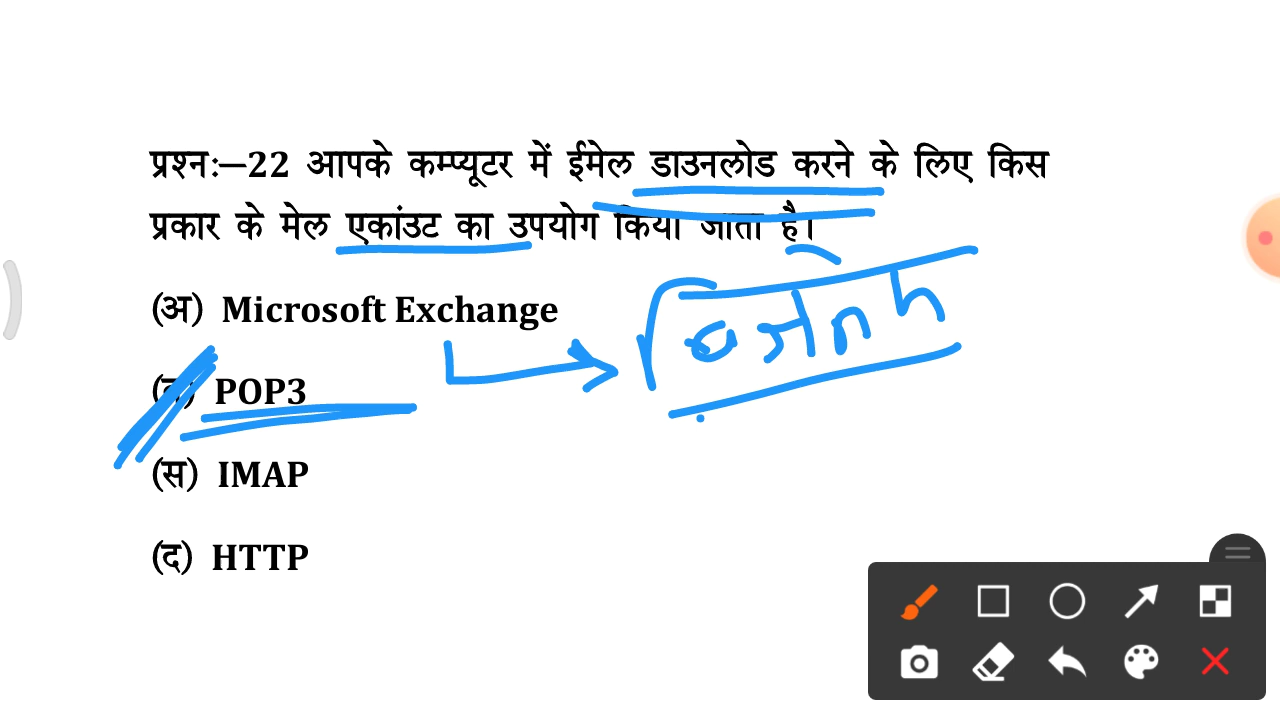 प्रश्नः—22 आपके कम्प्यूटर में ईमेल डाउनलोड करने के लिए किस
प्रकार के मेल एकांउट का उपयोग किया जाता है।
(अ) Microsoft Exchange
(ब) POP3
(स) IMAP
(द) HTTP